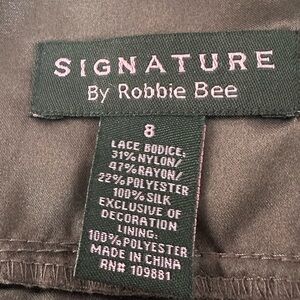 SIGNATURE
By Robbie Bee
8
LACE BODICE:
31% NYLON/
47% RAYON/
22% POLYESTER
100% SILK
EXCLUSIVE OF
DECORATION
LINING:
100% POLYESTER
MADE IN CHINA
RN# 109881